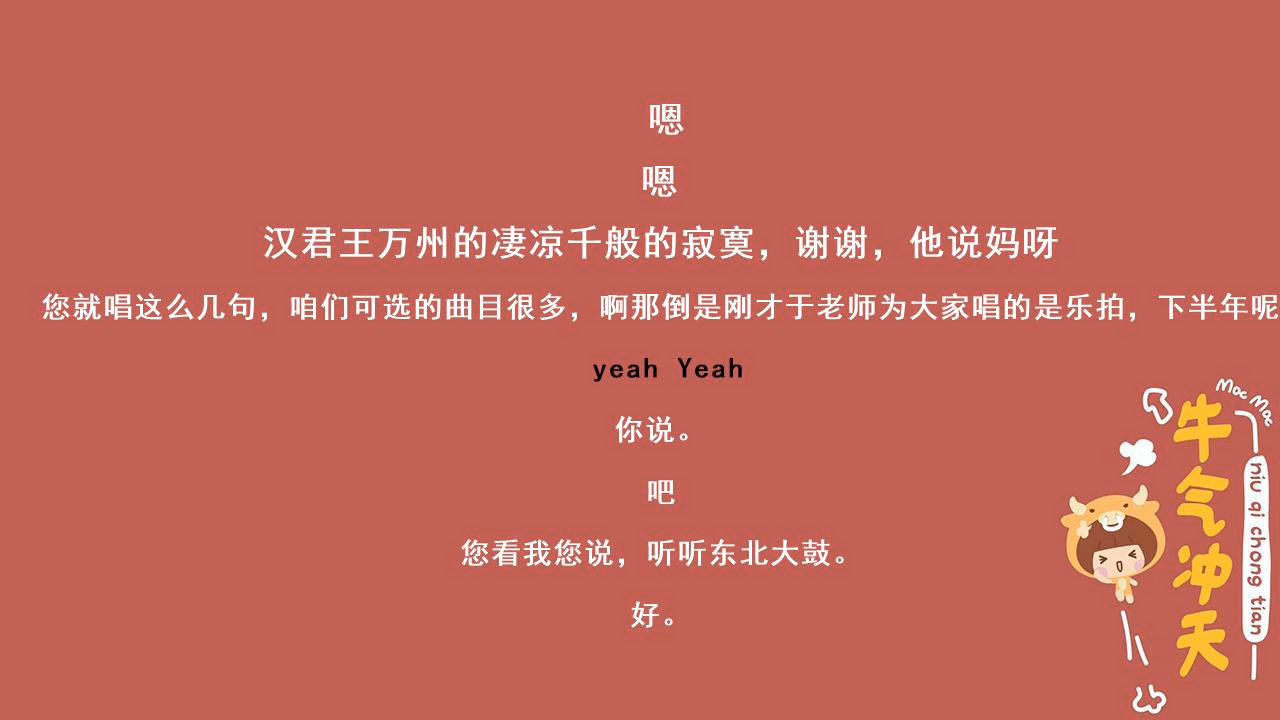 嗯
嗯
汉君王万州的凄凉千般的寂寞，谢谢，他说妈呀
您就唱这么几句，咱们可选的曲目很多，啊那倒是刚才于老师为大家唱的是乐拍，下半年呢
yeah Yeah
你说。
吧
您看我您说，听听东北大鼓。
好。
Moc Moc
牛气冲天
niu qi chong tian